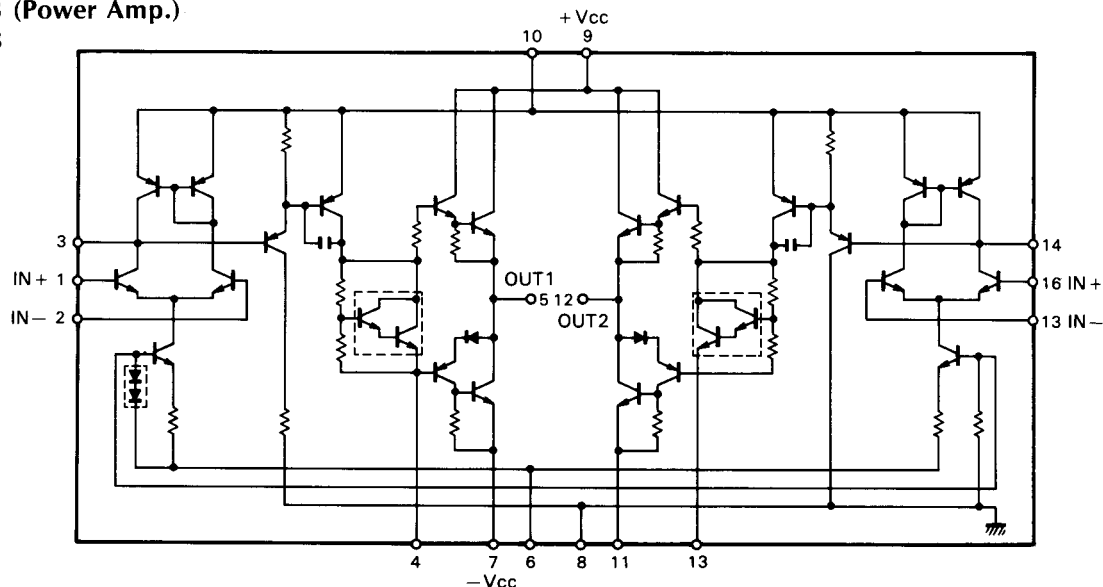 (Power Amp.)
+ Vcc
10 9
3
IN + 1
IN − 2
14
16 IN +
13 IN −
OUT1
5 12
OUT2
4 7 6 8 11 13
− Vcc